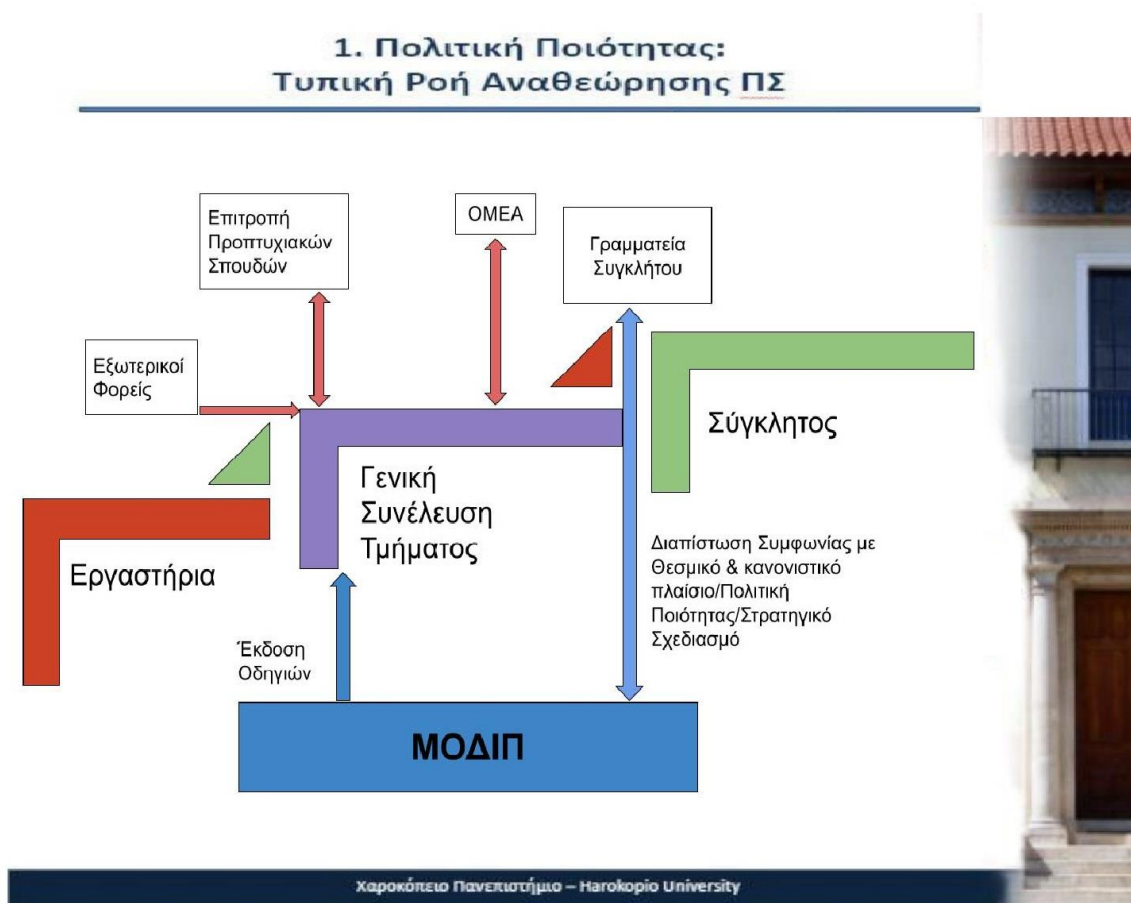 1. Πολιτική Ποιότητας:
Τυπική Ροή Αναθεώρησης ΠΣ
Επιτροπή
Προπτυχιακών
Σπουδών
ΟΜΕΑ
Γραμματεία
Συγκλήτου
Εξωτερικοί
Φορείς
Σύγκλητος
Γενική
Συνέλευση
Τμήματος
Εργαστήρια
Διαπίστωση Συμφωνίας με
Θεσμικό & κανονιστικό
πλαίσιο/Πολιτική
Ποιότητας/Στρατηγικό
Σχεδιασμό
Έκδοση
Οδηγιών
ΜΟΔΙΠ
Χαροκόπειο Πανεπιστήμιο – Harokopio University